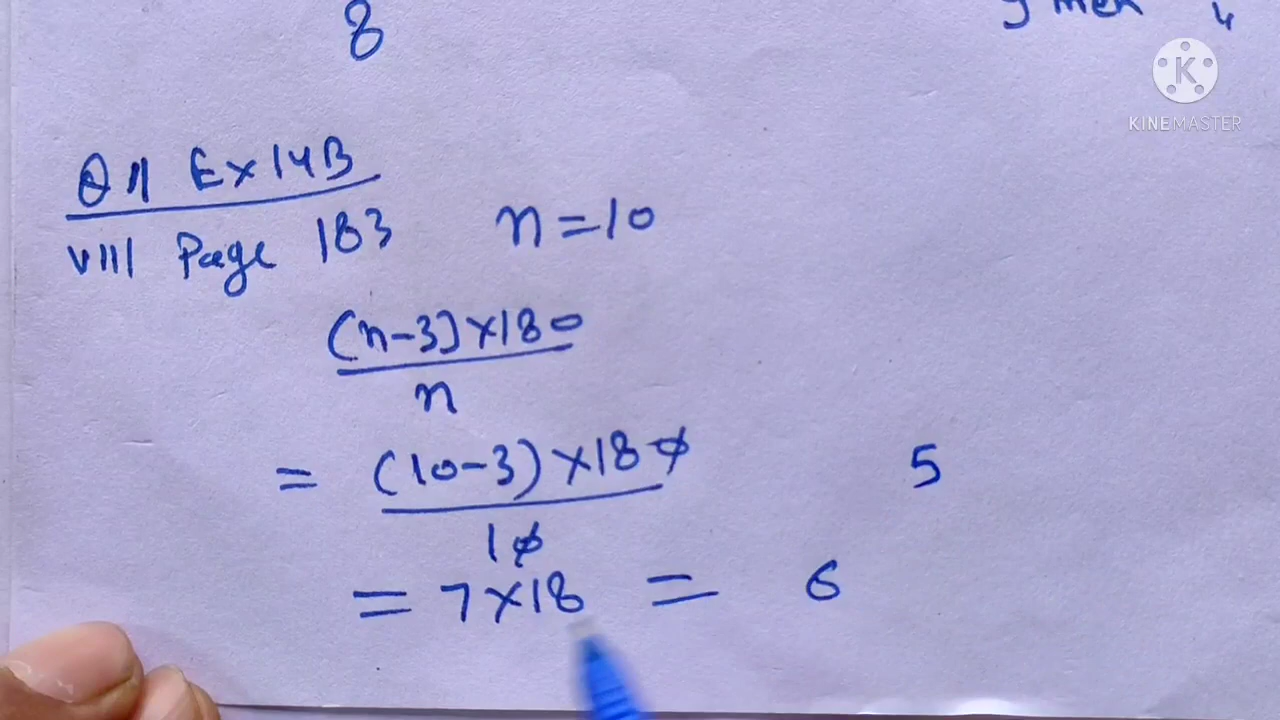 8
KINEMASTER
Q11 Ex14B
VIII Page 183
n=10
(n-3)×180
n
= (10-3)×180
10
5
= 7×18 = 6